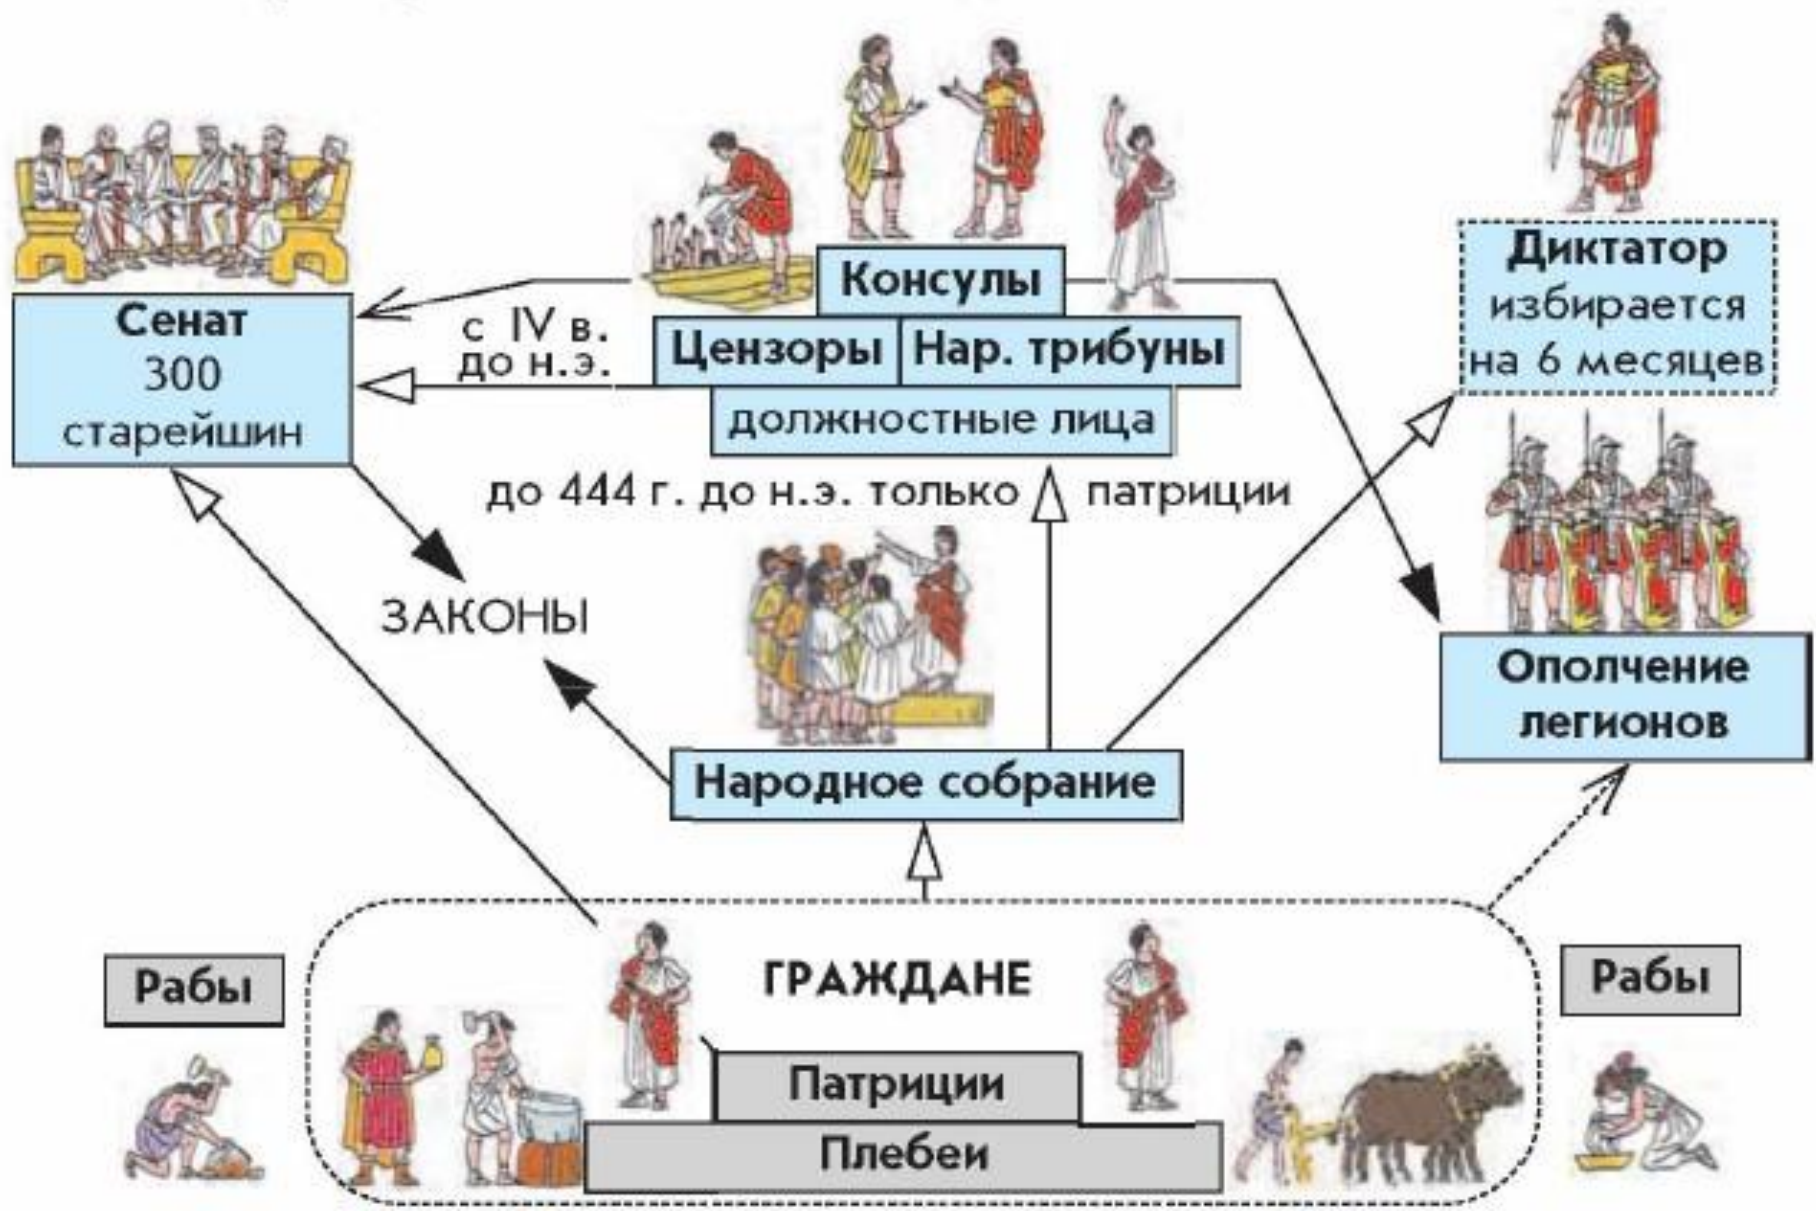 Консулы
Диктатор
избирается
на 6 месяцев
Сенат
300
старейшин
с IV в.
до н.э.
Цензоры
Нар. трибуны
должностные лица
до 444 г. до н.э. только патриции
ЗАКОНЫ
Ополчение
легионов
Народное собрание
Рабы
ГРАЖДАНЕ
Рабы
Патриции
Плебеи